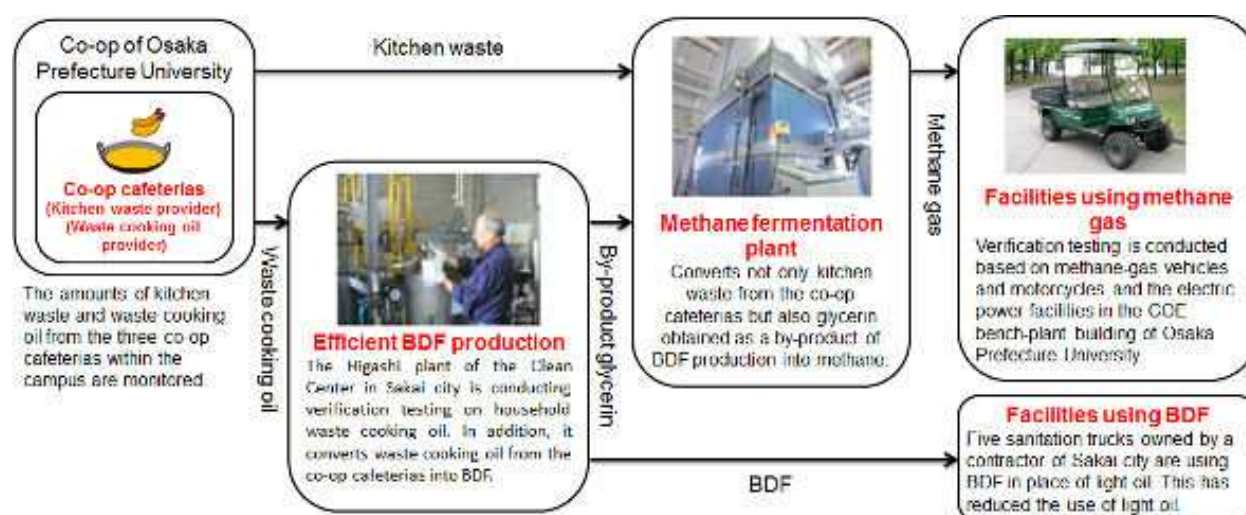 Co-op of Osaka
Prefecture University
Co-op cafeterias
(Kitchen waste provider)
(Waste cooking oil
provider)
The amounts of kitchen
waste and waste cooking
oil from the three co op
cafeterias within the
campus are monitored.
Kitchen waste
Waste cooking oil
Efficient BDF production
The Higashi plant of the Clean
Center in Sakai city is conducting
verification testing on household
waste cooking oil. In addition, it
converts waste cooking oil from the
co-op cafeterias into BDF.
By-product glycerin
Methane fermentation
plant
Converts not only kitchen
waste from the co-op
cafeterias but also glycerin
obtained as a by-product of
BDF production into methane.
Methane gas
Facilities using methane
gas
Verification testing is conducted
based on methane-gas vehicles
and motorcycles, and the electric
power facilities in the COE
bench-plant building of Osaka
Prefecture University
BDF
Facilities using BDF
Five sanitation trucks owned by a
contractor of Sakai city are using
BDF in place of light oil. This has
reduced the use of light oil.